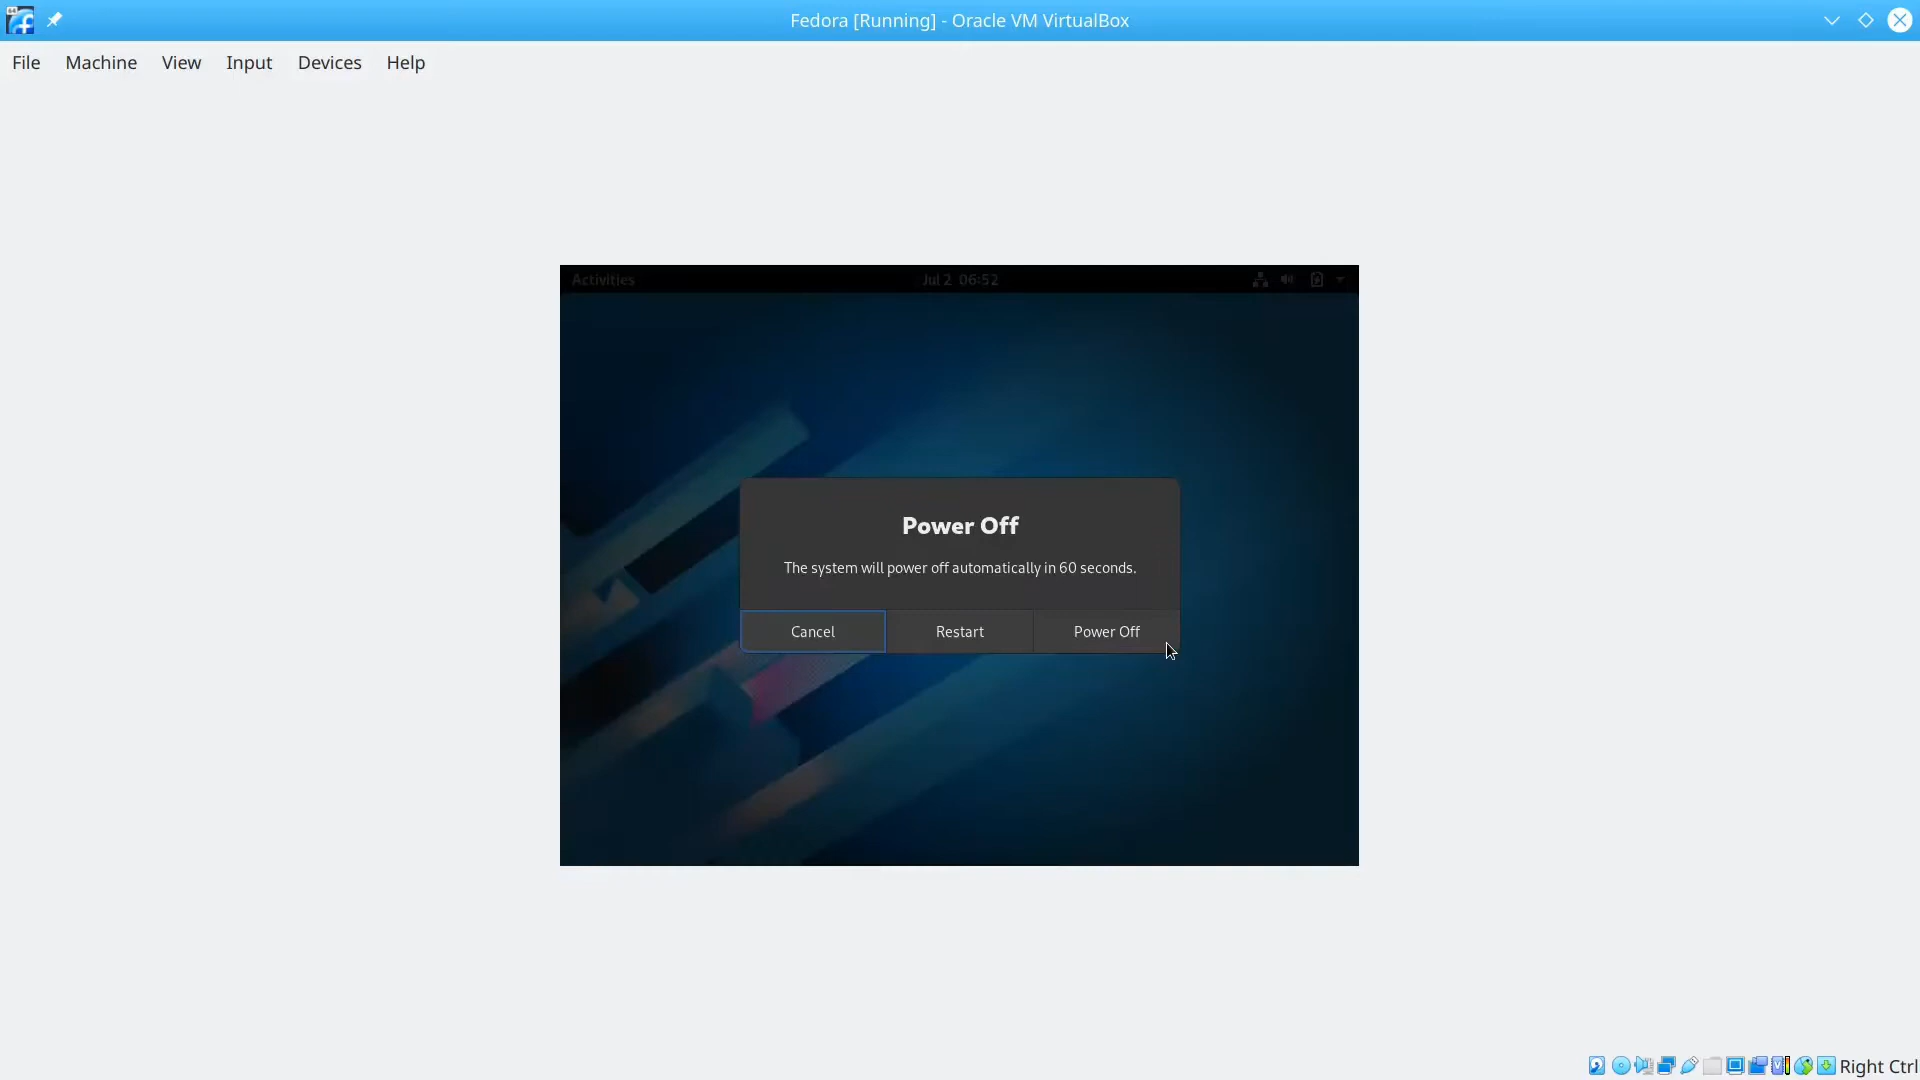 Fedora [Running] - Oracle VM VirtualBox
File Machine View Input Devices Help
Activities Jul 2 06:52
Power Off
The system will power off automatically in 60 seconds.
Cancel Restart Power Off
Right Ctrl